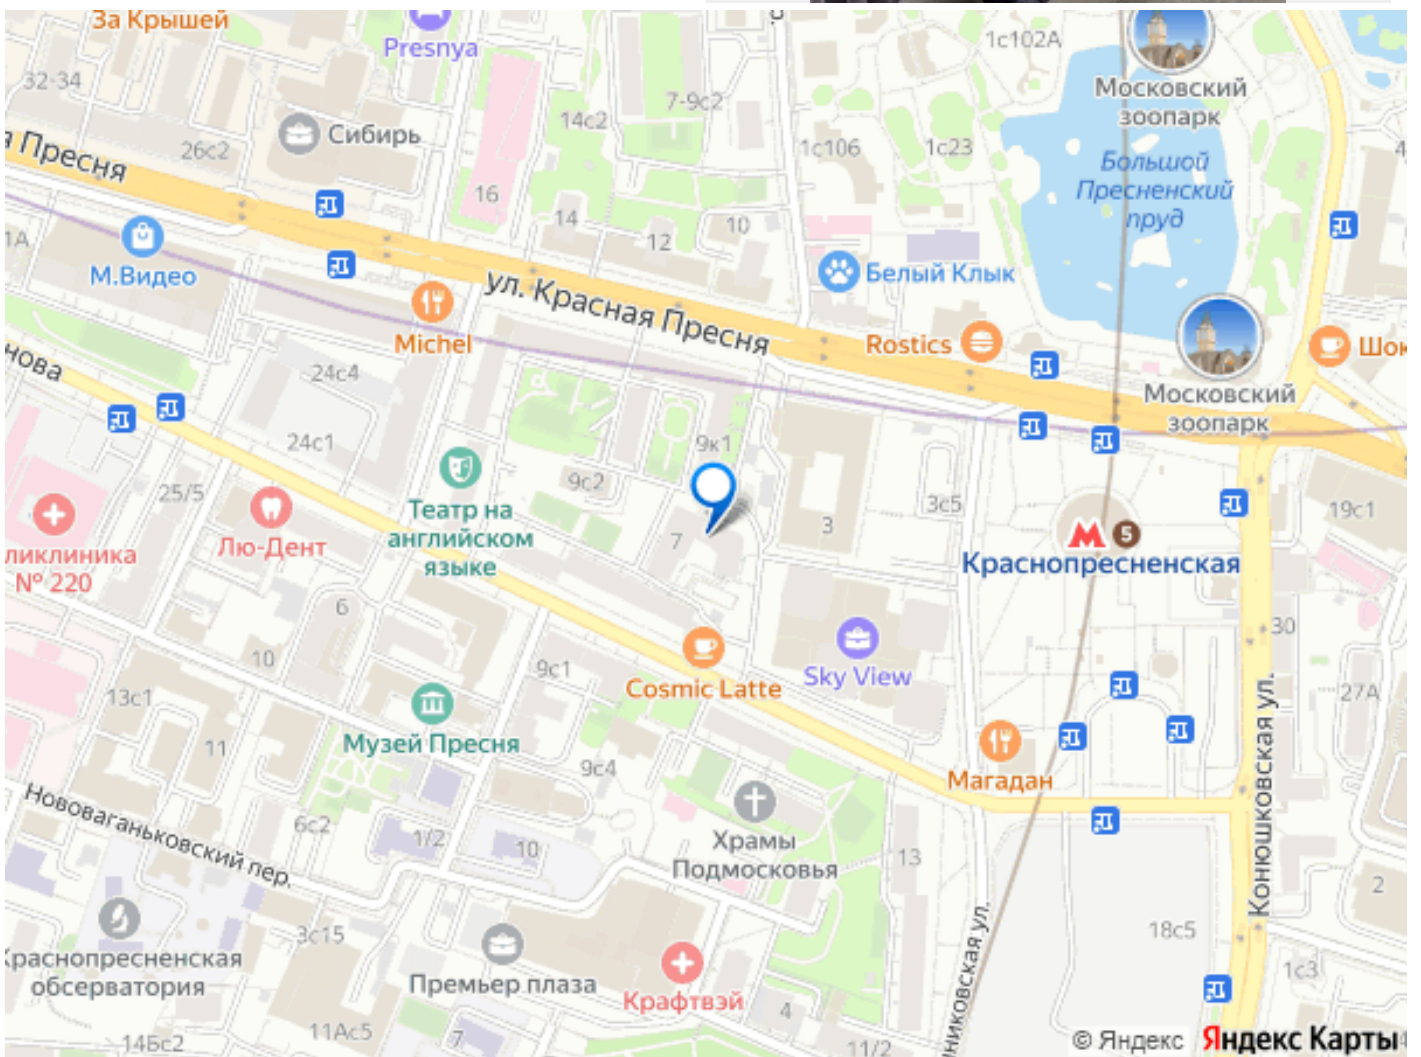 За Крышей
Presnya
1с102А
32-34
Московский
зоопарк
7-9с2
14с2
Сибирь
26с2
я Пресня
1с106
1с23
Большой
Пресненский
пруд
16
14
12
10
1А
М.Видео
Белый Клык
ул. Красная Пресня
Michel
Rostics
Шок
нова
24с4
Московский
зоопарк
24с1
9к1
9с2
25/5
3с5
19с1
Театр на
английском
языке
3
7
Лю-Дент
ликлиника
№ 220
М 5
Краснопресненская
6
30
10
9с1
Cosmic Latte
Sky View
13с1
27А
11
Музей Пресня
9с4
Магадан
Конюшковская ул.
Нововаганьковский пер.
6с2
1/2
10
Храмы
Подмосковья
13
2
3с15
18с5
Краснопресненская
обсерватория
Премьер плаза
Крафтвэй
1с3
4
никовская ул.
11Ас5
7
14Бс2
11/2
© Яндекс Яндекс Карты